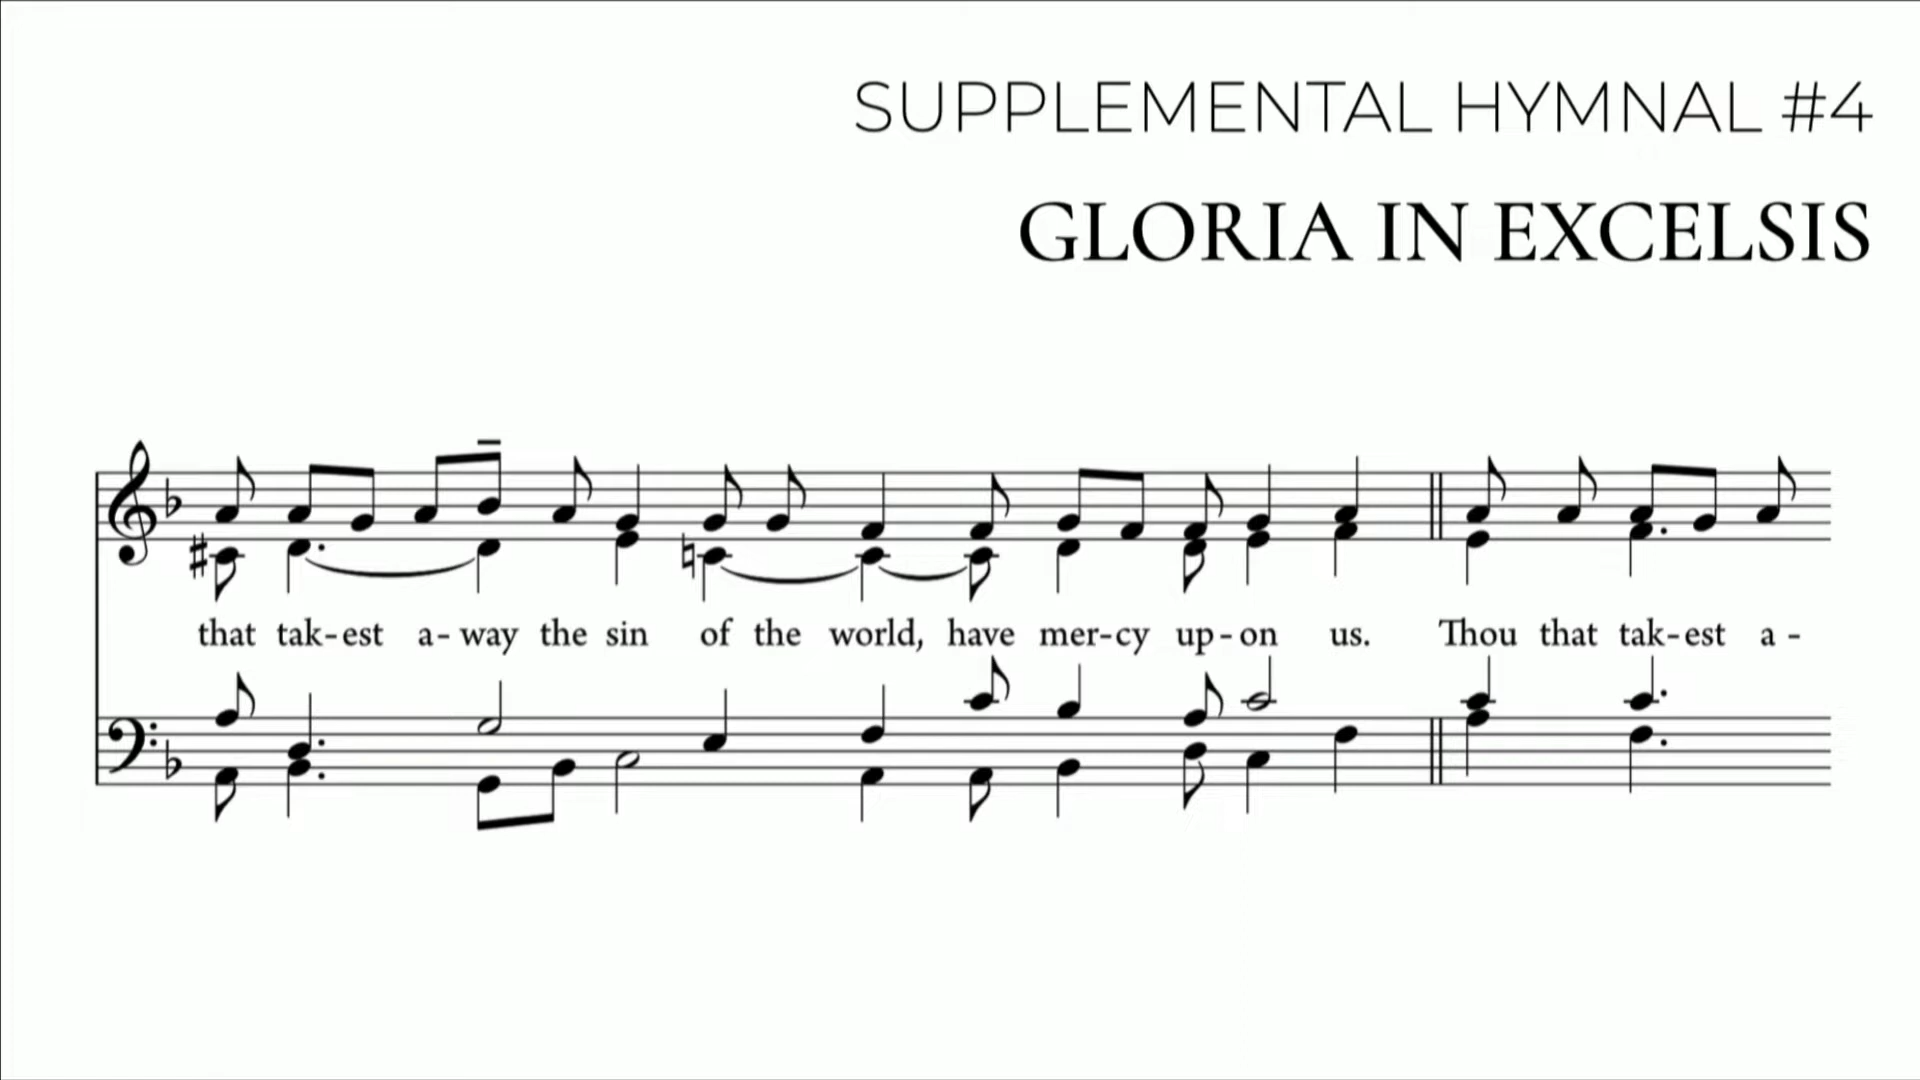 SUPPLEMENTAL HYMNAL #4
GLORIA IN EXCELSIS
that tak-est a-way the sin of the world, have mer-cy up-on us. Thou that tak-est a-